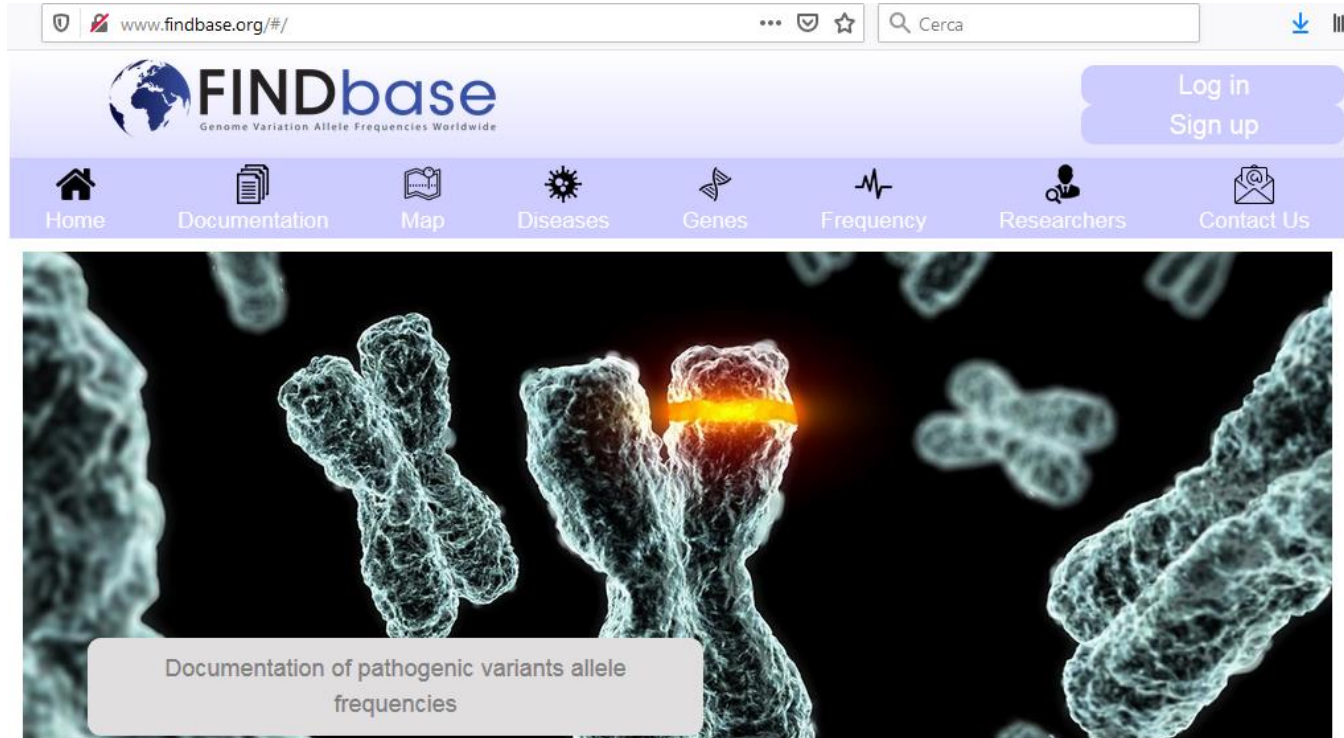 www.findbase.org/#/
Cerca
FINDbase
Genome Variation Allele Frequencies Worldwide
Log in
Sign up
Home
Documentation
Map
Diseases
Genes
Frequency
Researchers
Contact Us
Documentation of pathogenic variants allele
frequencies